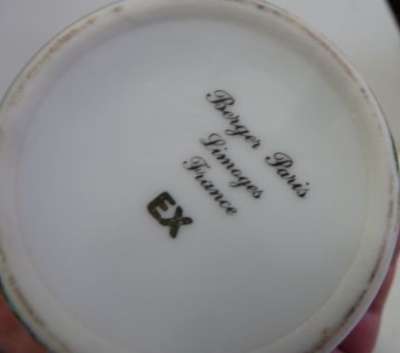 Berger Paris
Limoges
France
EX